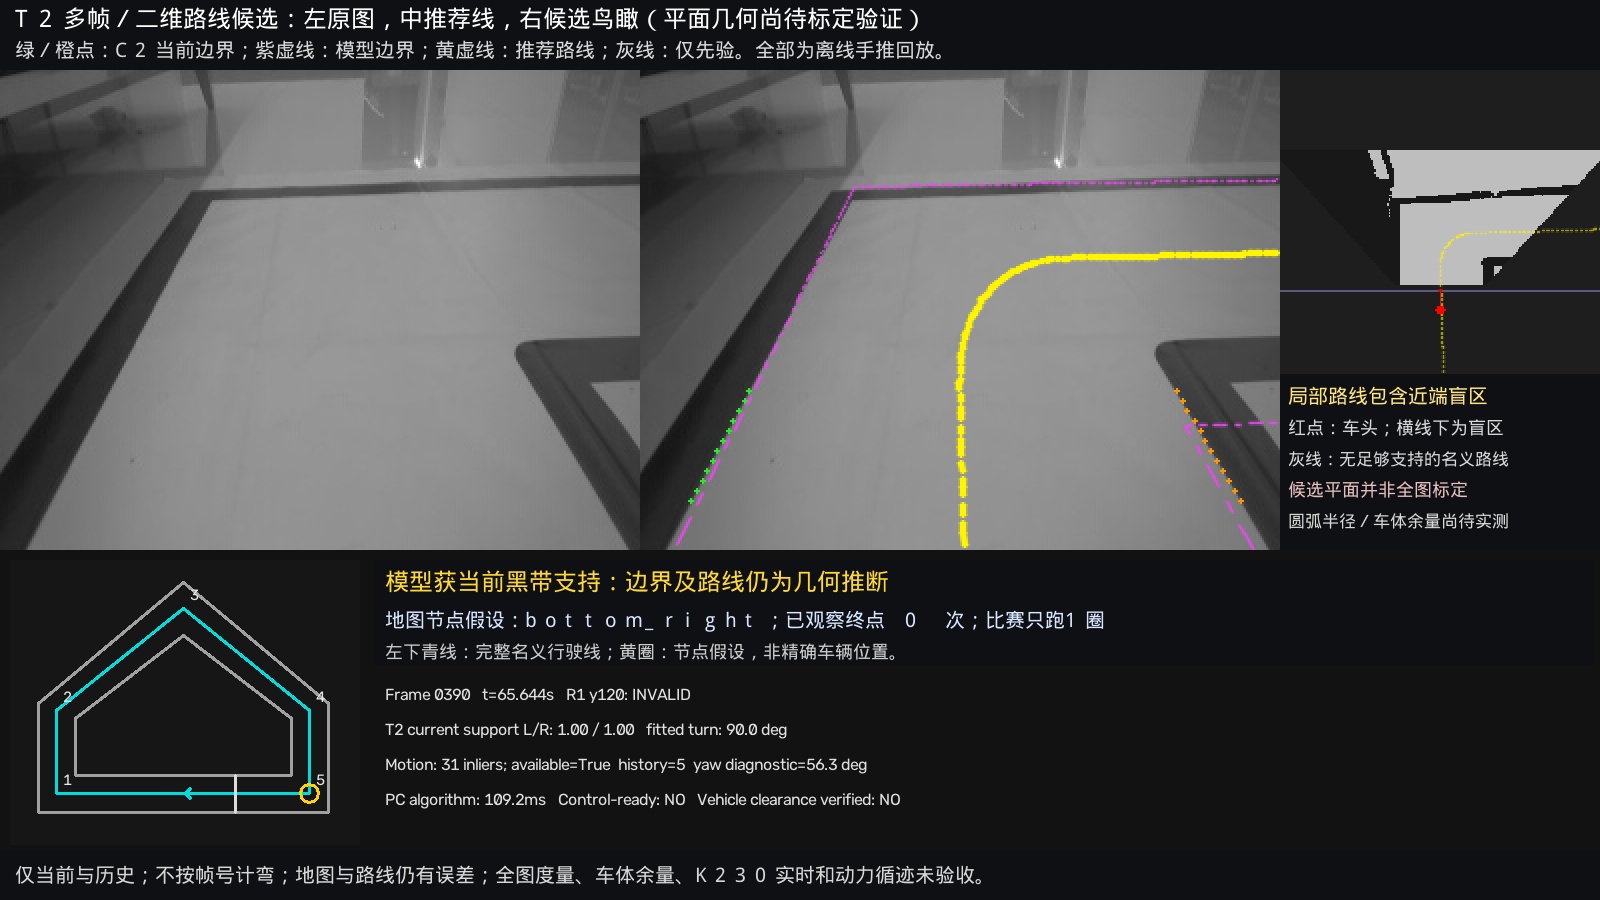 T 2 多帧 / 二维路线候选：左原图，中推荐线，右候选鸟瞰（平面几何尚待标定验证）
绿 / 橙点：C 2 当前边界；紫虚线：模型边界；黄虚线：推荐路线；灰线：仅先验。全部为离线手推回放。
局部路线包含近端盲区
红点：车头；横线下为盲区
灰线：无足够支持的名义路线
候选平面并非全图标定
圆弧半径 / 车体余量尚待实测
3
2
4
1
5
模型获当前黑带支持：边界及路线仍为几何推断
地图节点假设：bottom_right；已观察终点 0 次；比赛只跑1 圈
左下青线：完整名义行驶线；黄圈：节点假设，非精确车辆位置。
Frame 0390 t=65.644s R1 y120: INVALID
T2 current support L/R: 1.00 / 1.00 fitted turn: 90.0 deg
Motion: 31 inliers; available=True history=5 yaw diagnostic=56.3 deg
PC algorithm: 109.2ms Control-ready: NO Vehicle clearance verified: NO
仅当前与历史；不按帧号计弯；地图与路线仍有误差；全图度量、车体余量、K 2 3 0 实时和动力循迹未验收。